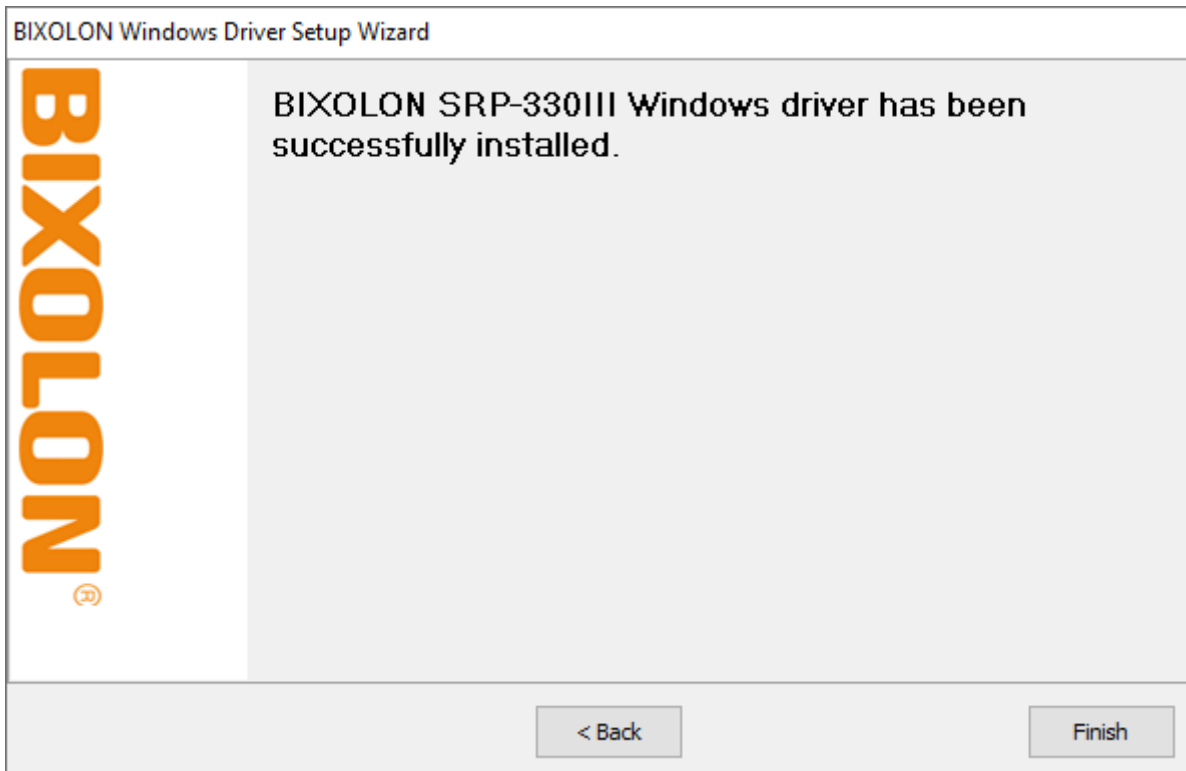 BIXOLON Windows Driver Setup Wizard
BIXOLON®
BIXOLON SRP-330III Windows driver has been
successfully installed.
< Back
Finish